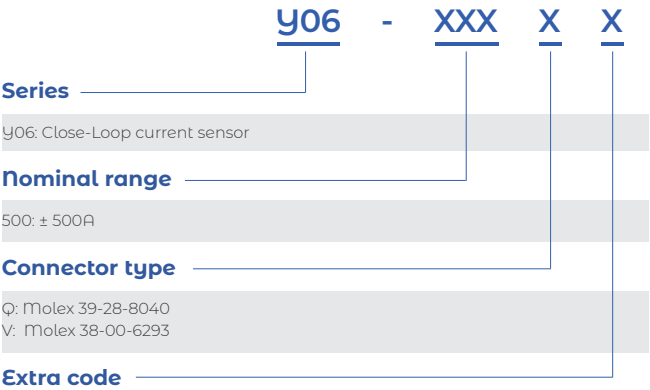 Y06 - XXX X X
Series
Y06: Close-Loop current sensor
Nominal range
500: ± 500A
Connector type
Q: Molex 39-28-8040
V: Molex 38-00-6293
Extra code